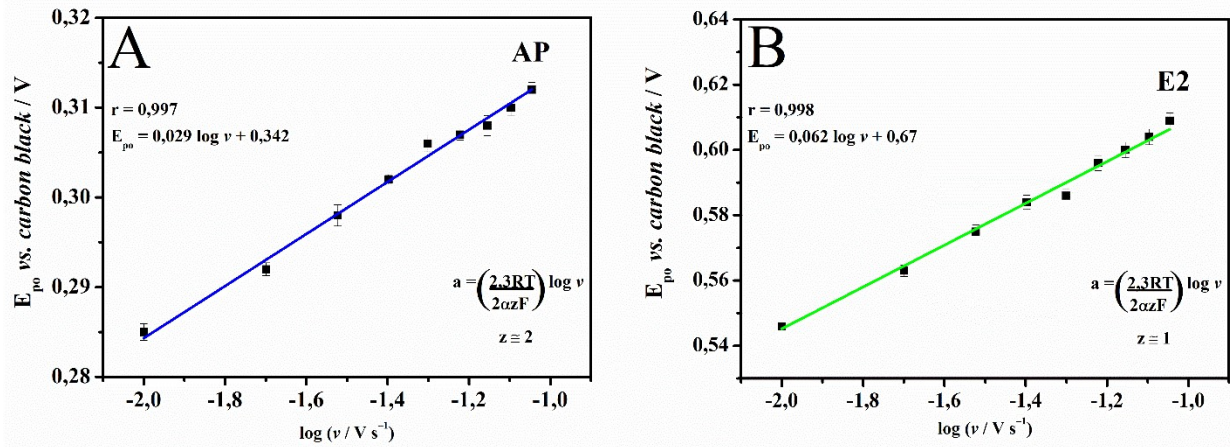 A
AP
r = 0,997
E_po = 0,029 log v + 0,342
a = (2.3RT / 2αzF) log v
z ≅ 2
E_po vs. carbon black / V
0,32
0,31
0,30
0,29
0,28
-2,0 -1,8 -1,6 -1,4 -1,2 -1,0
log (v / V s⁻¹)
B
E2
r = 0,998
E_po = 0,062 log v + 0,67
a = (2.3RT / 2αzF) log v
z ≅ 1
E_po vs. carbon black / V
0,64
0,62
0,60
0,58
0,56
0,54
-2,0 -1,8 -1,6 -1,4 -1,2 -1,0
log (v / V s⁻¹)